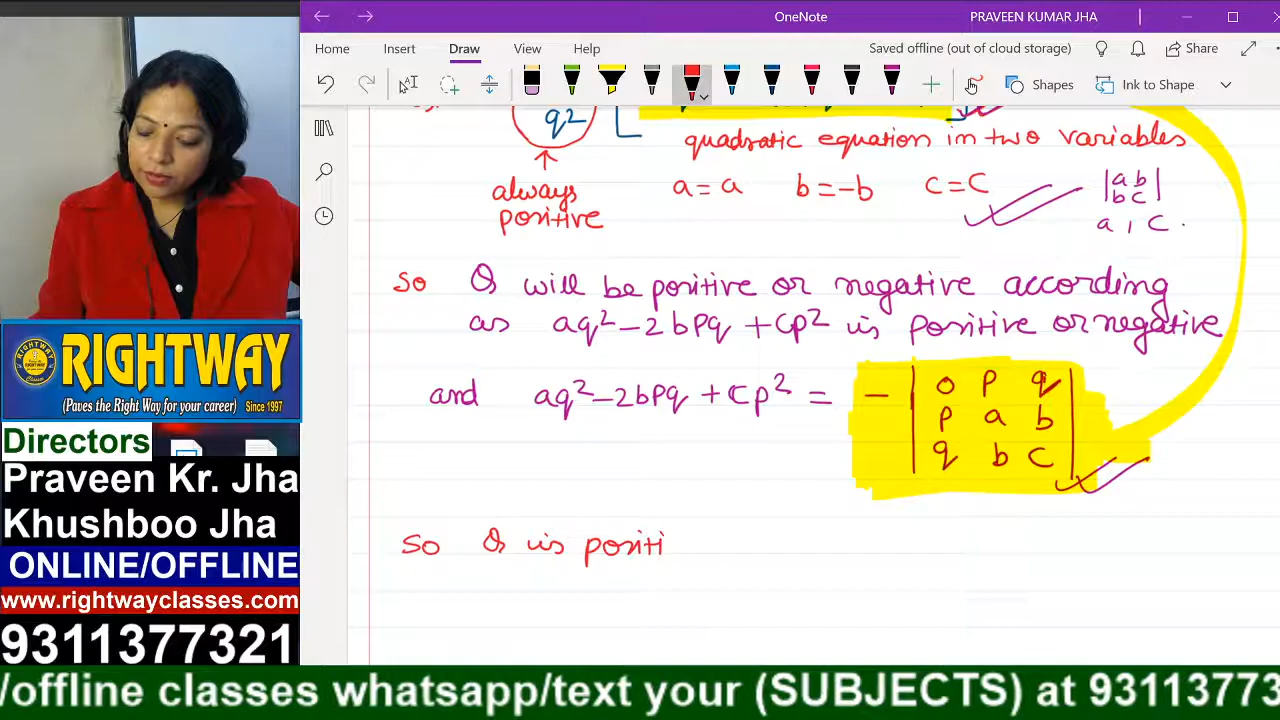 OneNote
PRAVEEN KUMAR JHA
Home Insert Draw View Help
Saved offline (out of cloud storage)
Share
Shapes
Ink to Shape
q2
quadratic equation in two variables
always
positive
a = a b = -b c = C
|a b|
|b c|
a , C
So Q will be positive or negative according
as aq² - 2bpq + cp² is positive or negative
and aq² - 2bpq + cp² = - | 0 p q |
| p a b |
| q b c |
So Q is positi
RIGHTWAY
(Paves the Right Way for your career) Since 1997
Directors
Praveen Kr. Jha
Khushboo Jha
ONLINE/OFFLINE
www.rightwayclasses.com
9311377321
/offline classes whatsapp/text your (SUBJECTS) at 93113773